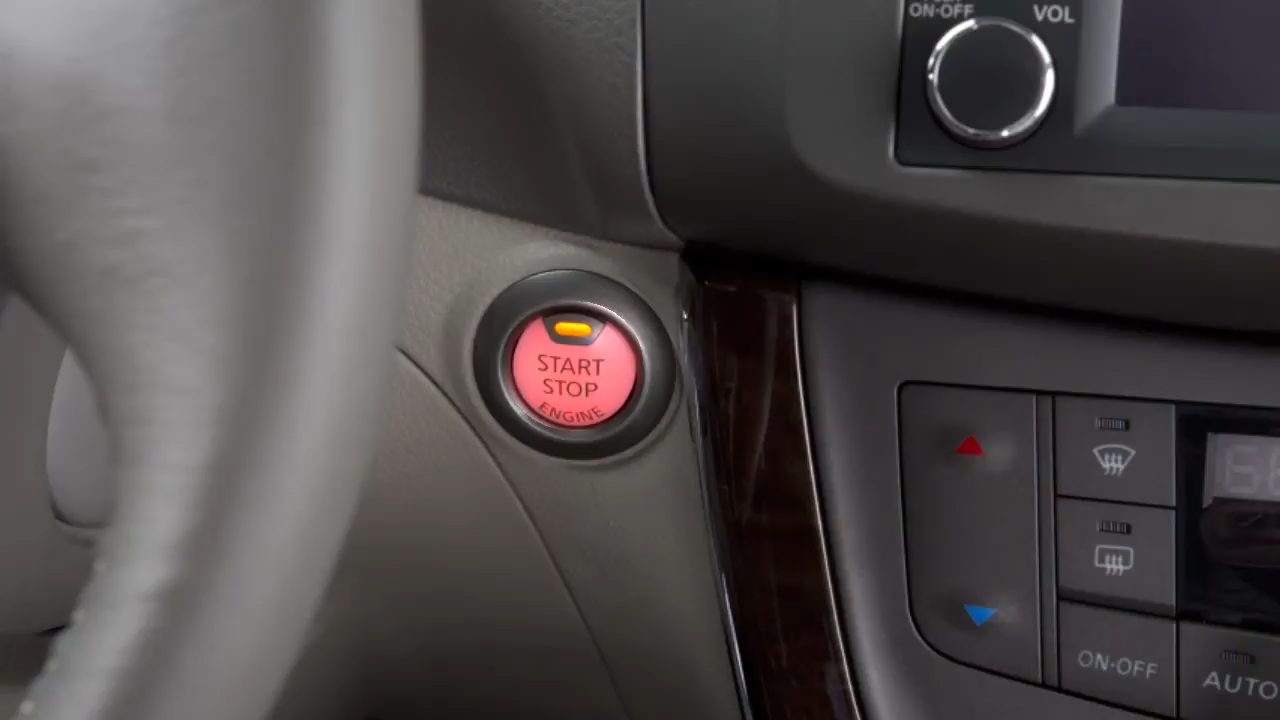 ON-OFF
VOL
START
STOP
ENGINE
ON·OFF
AUTO